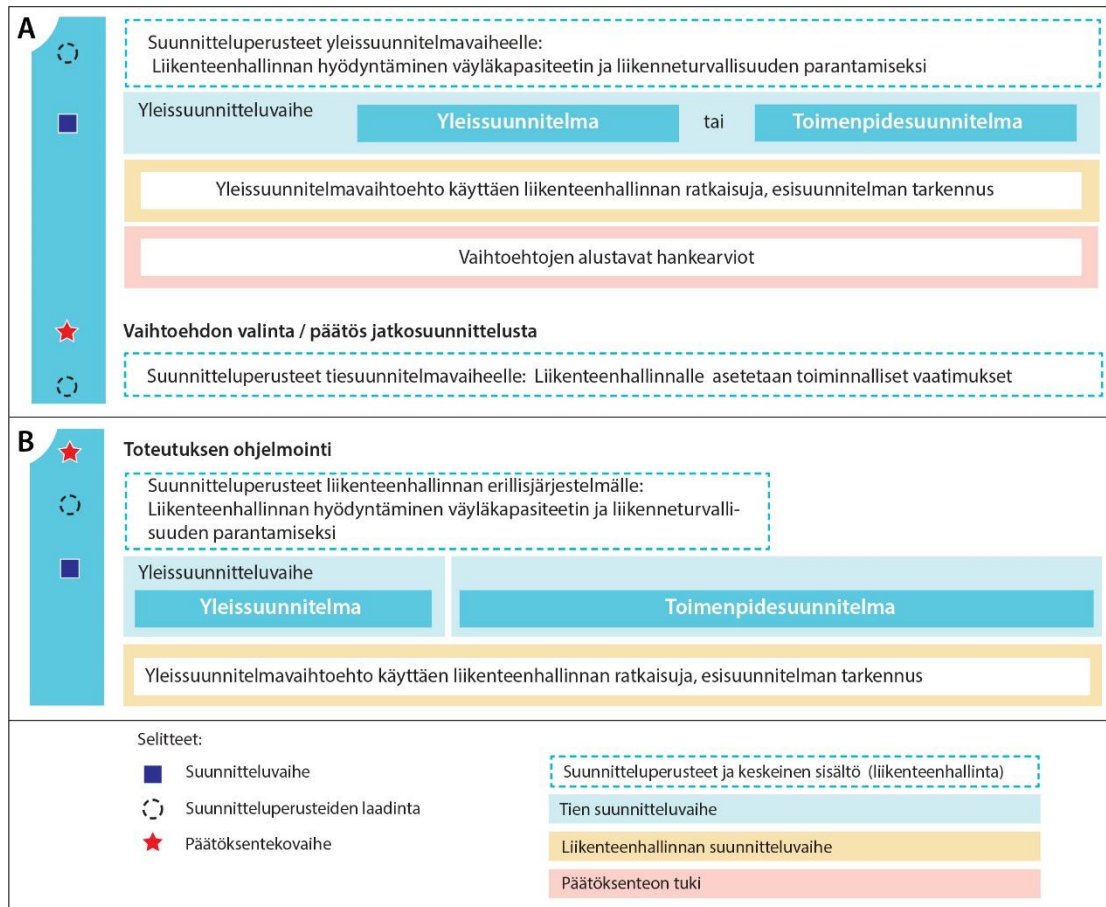 A
Suunnitteluperusteet yleissuunnitelmavaiheelle:
Liikenteenhallinnan hyödyntäminen väyläkapasiteetin ja liikenneturvallisuuden parantamiseksi
Yleissuunnitteluvaihe
Yleissuunnitelma tai Toimenpidesuunnitelma
Yleissuunnitelmavaihtoehto käyttäen liikenteenhallinnan ratkaisuja, esisuunnitelman tarkennus
Vaihtoehtojen alustavat hankearviot
Vaihtoehdon valinta / päätös jatkosuunnittelusta
Suunnitteluperusteet tiesuunnitelmavaiheelle: Liikenteenhallinnalle asetetaan toiminnalliset vaatimukset
B
Toteutuksen ohjelmointi
Suunnitteluperusteet liikenteenhallinnan erillisjärjestelmälle:
Liikenteenhallinnan hyödyntäminen väyläkapasiteetin ja liikenneturvalli-
suuden parantamiseksi
Yleissuunnitteluvaihe
Yleissuunnitelma Toimenpidesuunnitelma
Yleissuunnitelmavaihtoehto käyttäen liikenteenhallinnan ratkaisuja, esisuunnitelman tarkennus
Selitteet:
Suunnitteluvaihe
Suunnitteluperusteiden laadinta
Päätöksentekovaihe
Suunnitteluperusteet ja keskeinen sisältö (liikenteenhallinta)
Tien suunnitteluvaihe
Liikenteenhallinnan suunnitteluvaihe
Päätöksenteon tuki